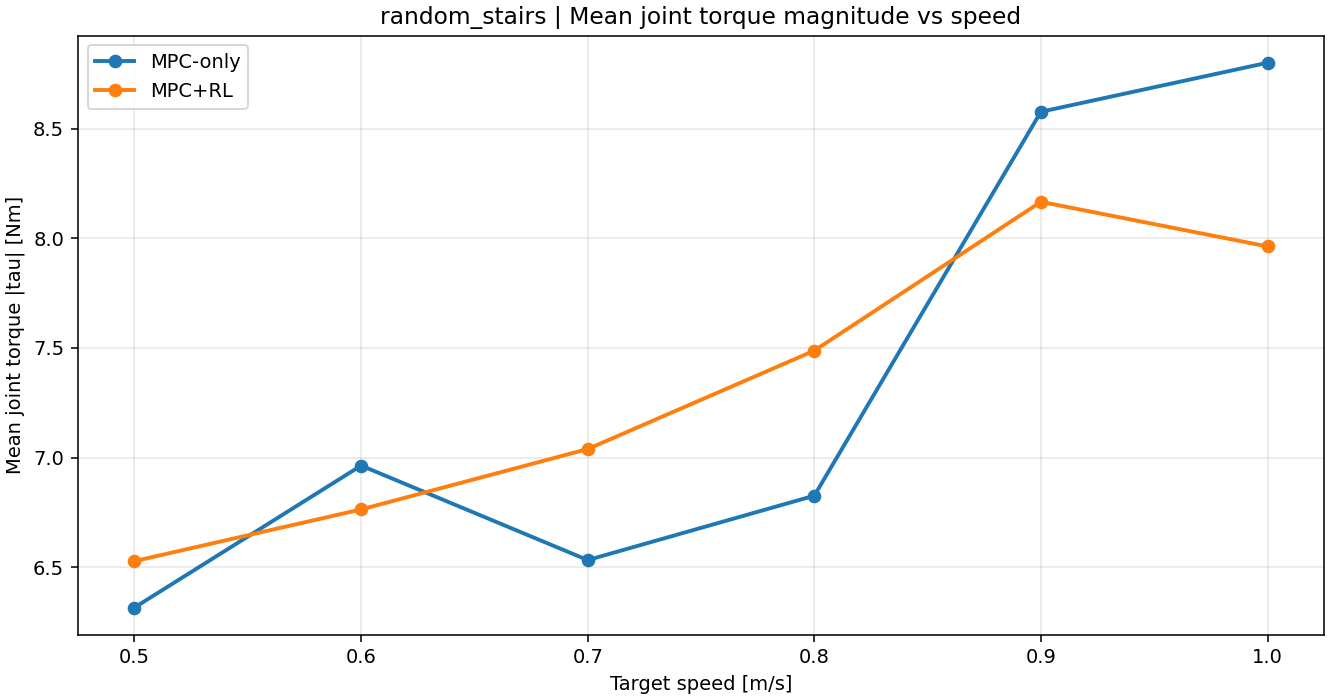 random_stairs | Mean joint torque magnitude vs speed
MPC-only
MPC+RL
Mean joint torque |tau| [Nm]
8.5
8.0
7.5
7.0
6.5
0.5
0.6
0.7
0.8
0.9
1.0
Target speed [m/s]